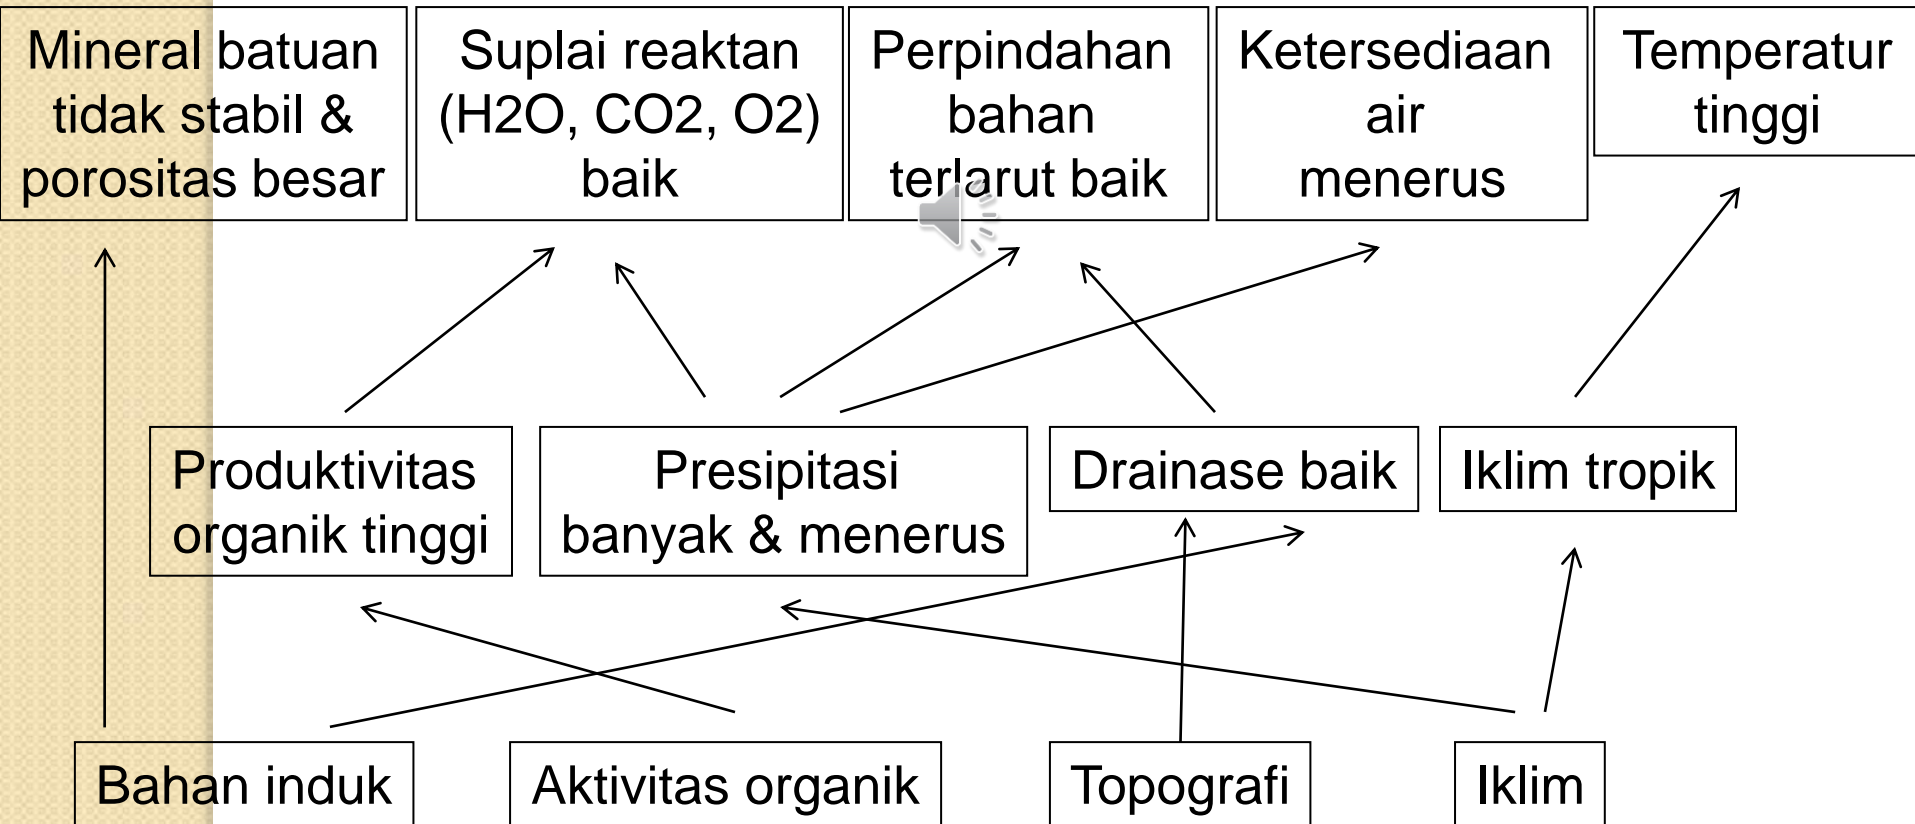 Mineral batuan
tidak stabil &
porositas besar
Suplai reaktan
(H2O, CO2, O2)
baik
Perpindahan
bahan
terlarut baik
Ketersediaan
air
menerus
Temperatur
tinggi
Produktivitas
organik tinggi
Presipitasi
banyak & menerus
Drainase baik
Iklim tropik
Bahan induk
Aktivitas organik
Topografi
Iklim